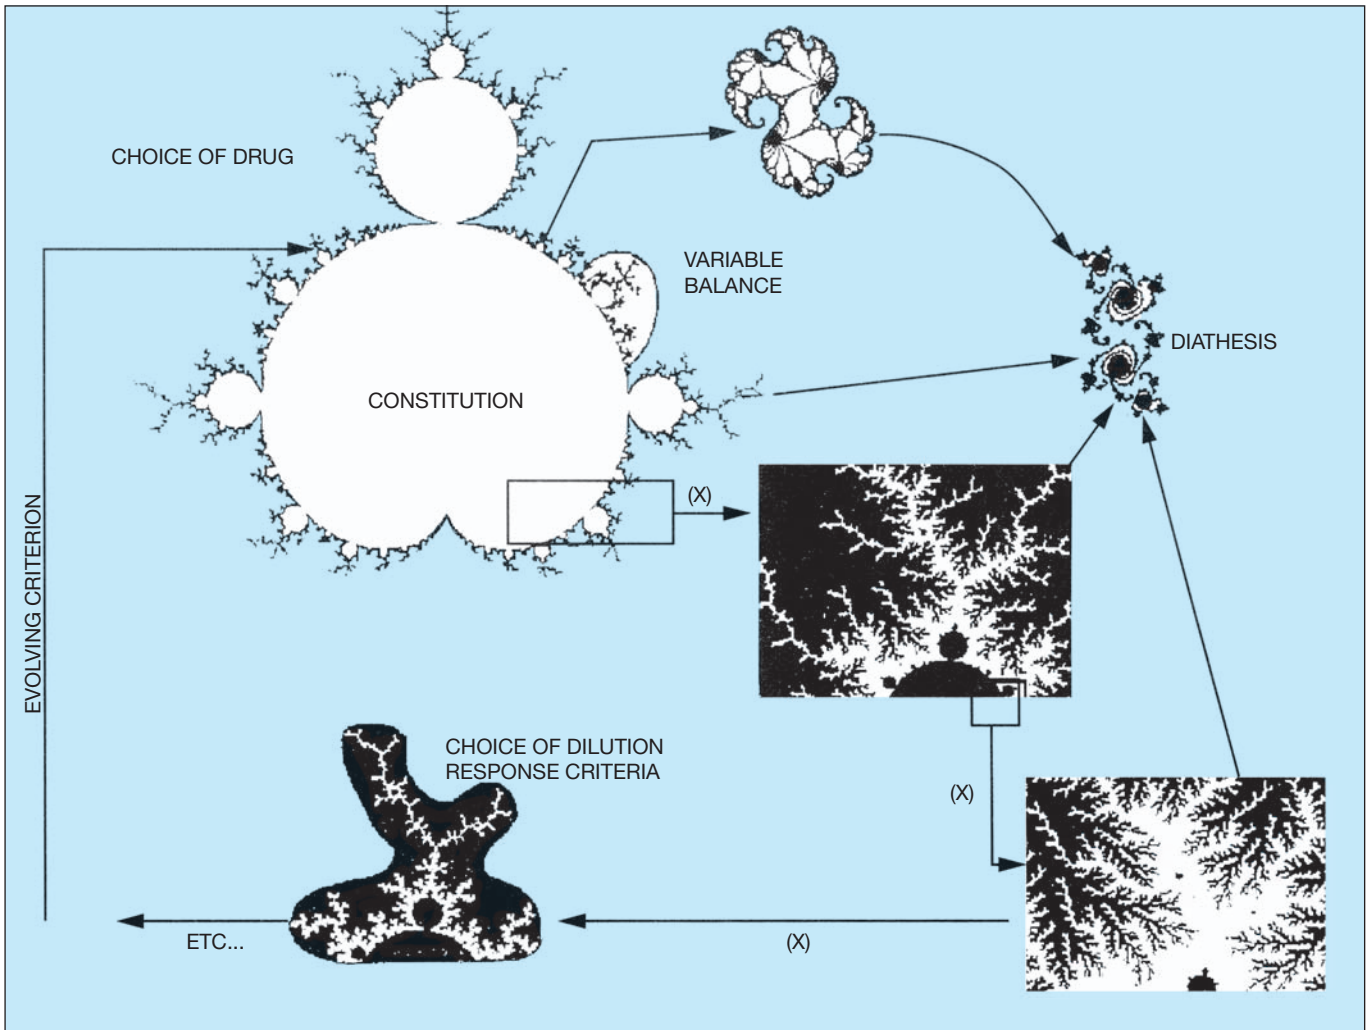 CHOICE OF DRUG
VARIABLE
BALANCE
DIATHESIS
CONSTITUTION
(X)
EVOLVING CRITERION
CHOICE OF DILUTION
RESPONSE CRITERIA
(X)
ETC...
(X)